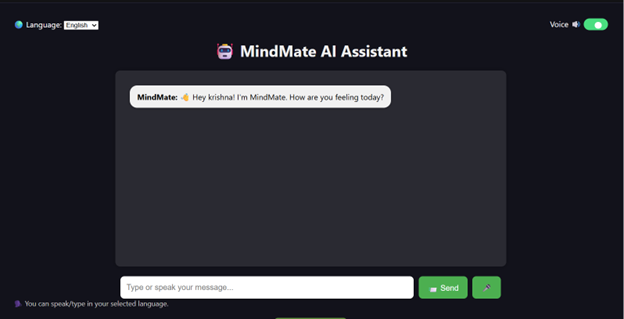 Language: English
Voice
MindMate AI Assistant
MindMate: Hey krishna! I'm MindMate. How are you feeling today?
Type or speak your message...
Send
You can speak/type in your selected language.